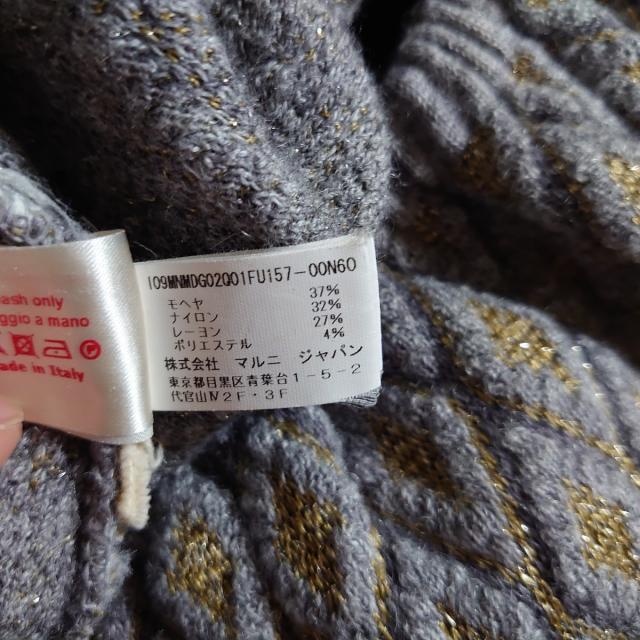 ash only
ggio a mano
ade in Italy
I09MNMDG02Q01FU157-00N60
モヘヤ 37%
ナイロン 32%
レーヨン 27%
ポリエステル 4%
株式会社 マルニ ジャパン
東京都目黒区青葉台1-5-2
代官山Ⅳ2F・3F